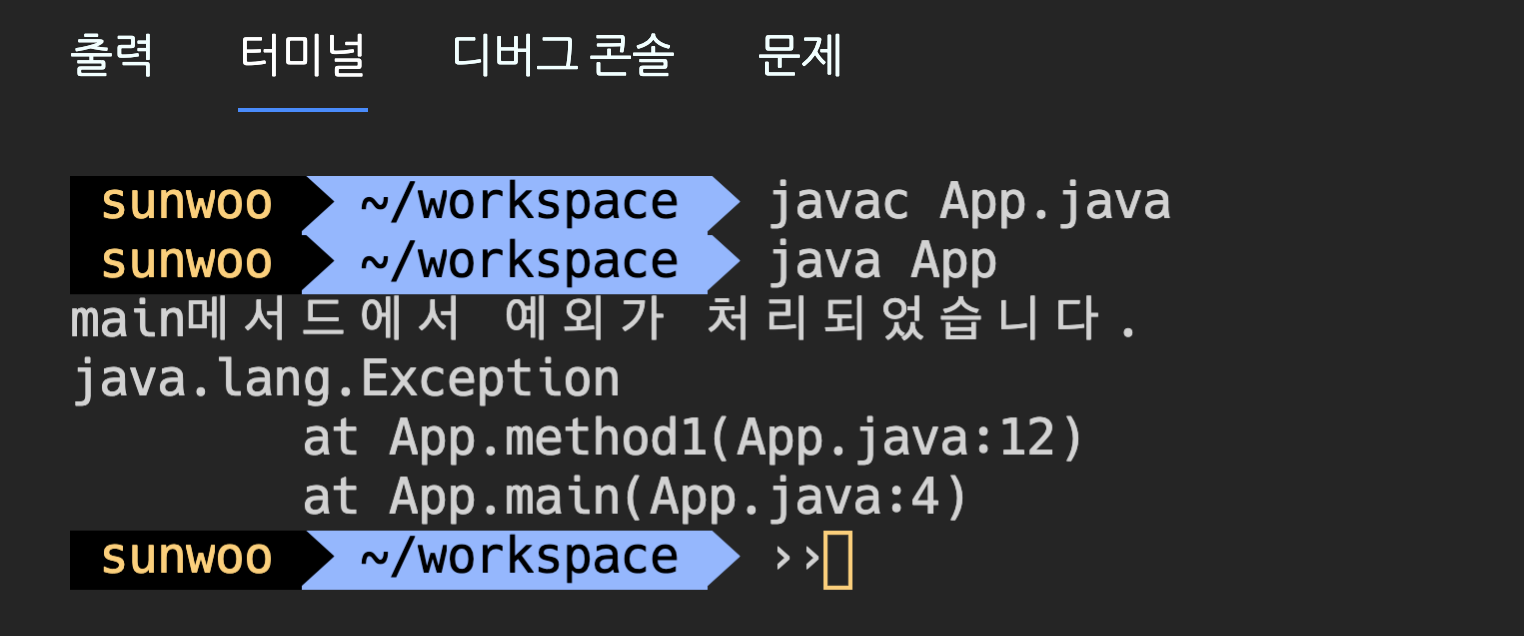 출력 터미널 디버그 콘솔 문제
sunwoo ~/workspace javac App.java
sunwoo ~/workspace java App
main메서드에서 예외가 처리되었습니다.
java.lang.Exception
at App.method1(App.java:12)
at App.main(App.java:4)
sunwoo ~/workspace ››